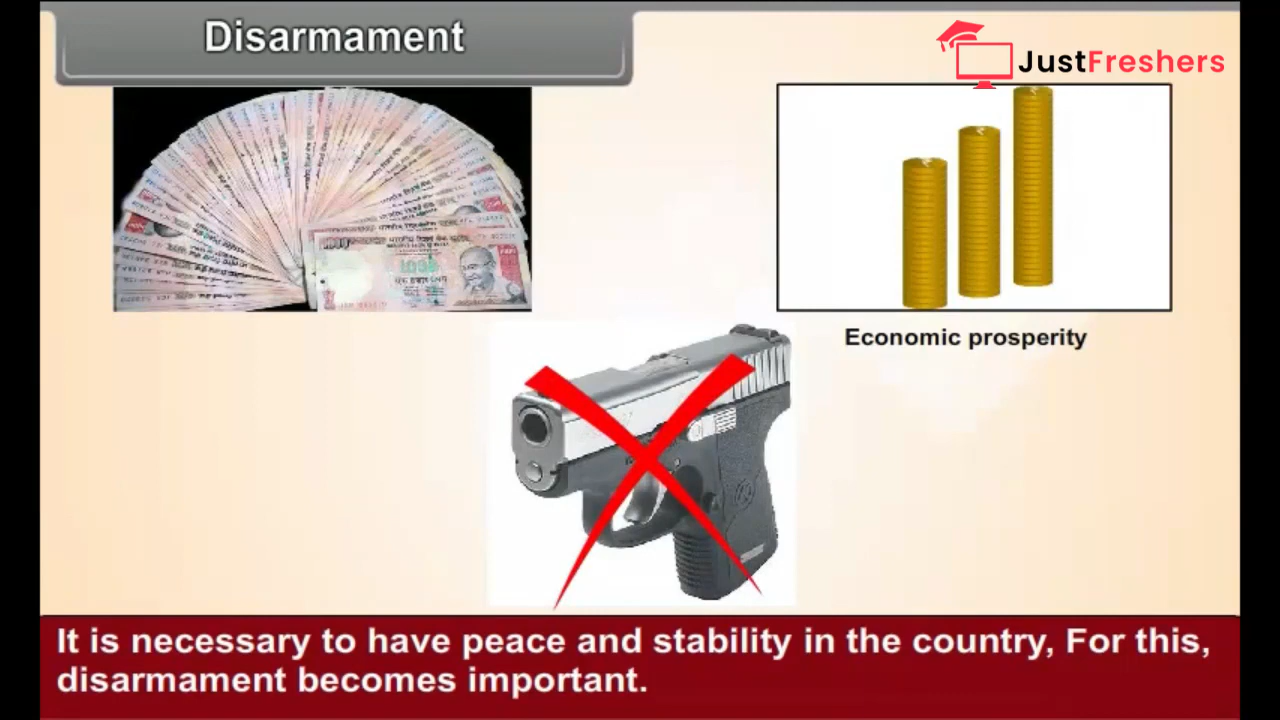 Disarmament
JustFreshers
1000
Economic prosperity
It is necessary to have peace and stability in the country, For this,
disarmament becomes important.